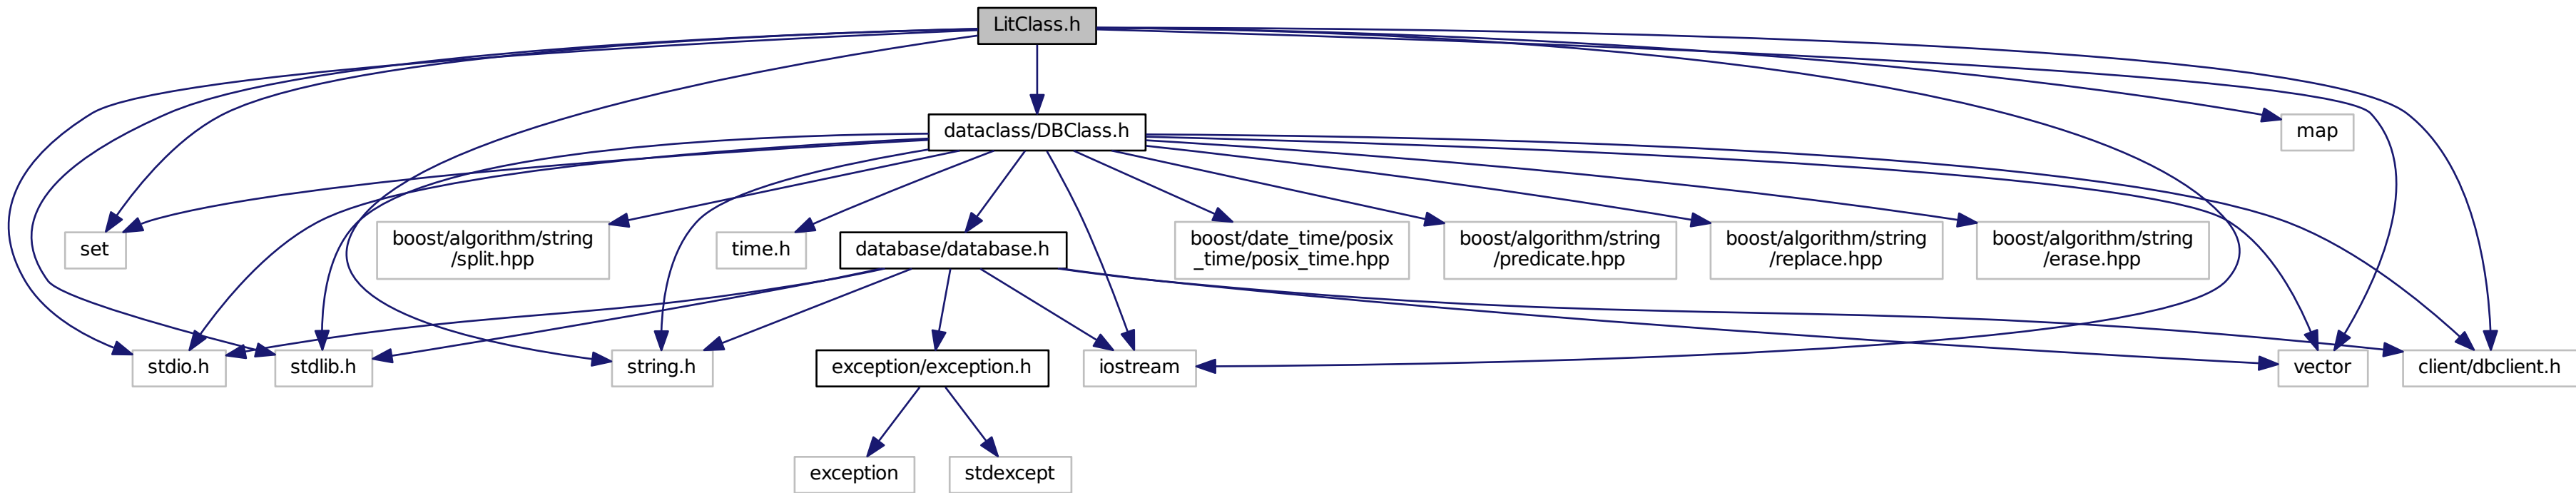 LitClass.h
dataclass/DBClass.h
map
set
boost/algorithm/string
/split.hpp
time.h
database/database.h
boost/date_time/posix
_time/posix_time.hpp
boost/algorithm/string
/predicate.hpp
boost/algorithm/string
/replace.hpp
boost/algorithm/string
/erase.hpp
stdio.h
stdlib.h
string.h
exception/exception.h
iostream
vector
client/dbclient.h
exception
stdexcept